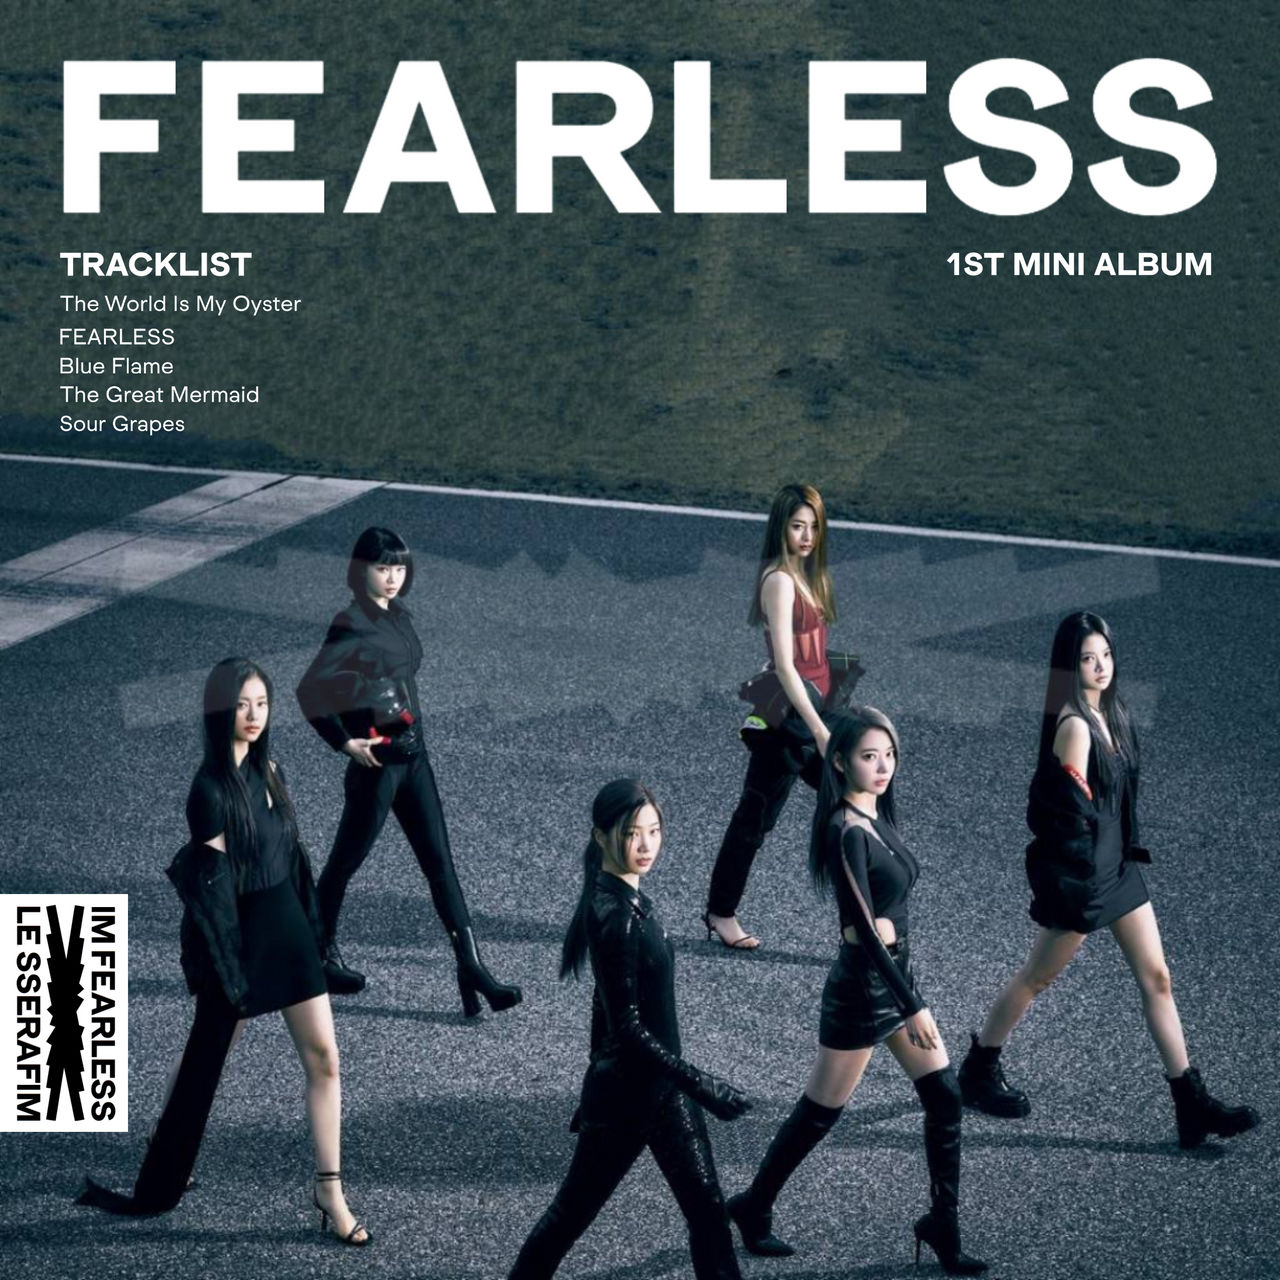 FEARLESS
TRACKLIST
1ST MINI ALBUM
The World Is My Oyster
FEARLESS
Blue Flame
The Great Mermaid
Sour Grapes
IM FEARLESS
LE SSERAFIM